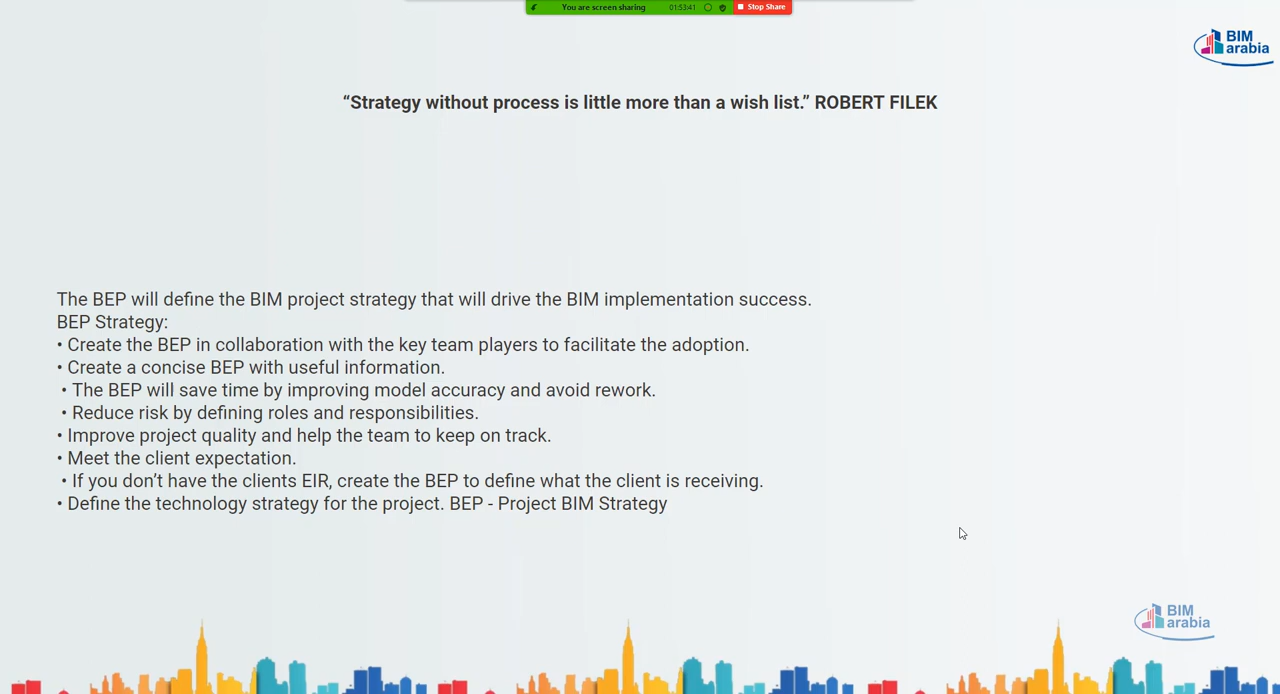 You are screen sharing 01:53:41 Stop Share
BIM
arabia
“Strategy without process is little more than a wish list.” ROBERT FILEK
The BEP will define the BIM project strategy that will drive the BIM implementation success.
BEP Strategy:
• Create the BEP in collaboration with the key team players to facilitate the adoption.
• Create a concise BEP with useful information.
• The BEP will save time by improving model accuracy and avoid rework.
• Reduce risk by defining roles and responsibilities.
• Improve project quality and help the team to keep on track.
• Meet the client expectation.
• If you don’t have the clients EIR, create the BEP to define what the client is receiving.
• Define the technology strategy for the project. BEP - Project BIM Strategy
BIM
arabia